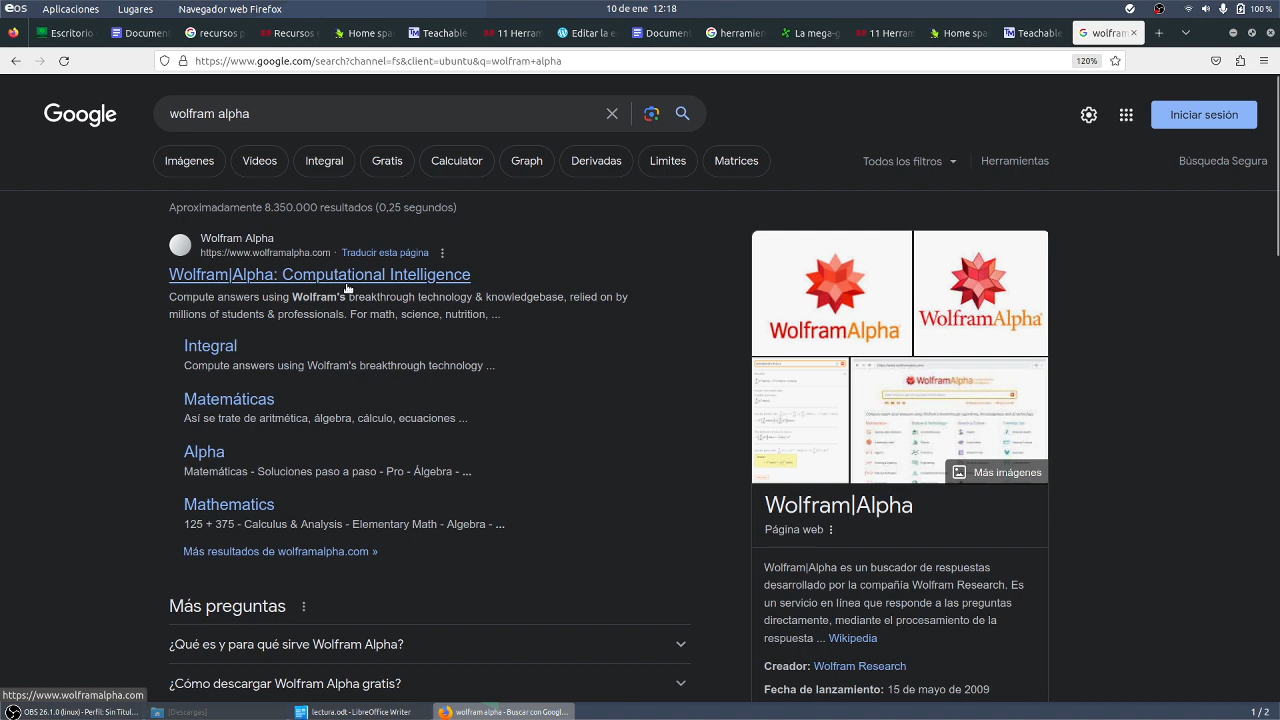 eOS Aplicaciones Lugares Navegador web Firefox 10 de ene 12:18 100 %
Escritorio Document recursos p Recursos Home Spa Teachable 11 Herram Editar la e Document herramien La mega-g 11 Herram Home spa Teachable wolfram
https://www.google.com/search?channel=fs&client=ubuntu&q=wolfram+alpha 120%
Google
wolfram alpha
Iniciar sesión
Imágenes Videos Integral Gratis Calculator Graph Derivadas Limites Matrices Todos los filtros Herramientas Búsqueda Segura
Aproximadamente 8.350.000 resultados (0,25 segundos)
Wolfram Alpha
https://www.wolframalpha.com · Traducir esta página
Wolfram|Alpha: Computational Intelligence
Compute answers using Wolfram's breakthrough technology & knowledgebase, relied on by
millions of students & professionals. For math, science, nutrition, ...
Integral
Compute answers using Wolfram's breakthrough technology ...
Matemáticas
cálculo, ecuaciones ...
Alpha
Matemáticas - Soluciones paso a paso - Pro - Álgebra - ...
Mathematics
125 + 375 - Calculus & Analysis - Elementary Math - Algebra - ...
Más resultados de wolframalpha.com »
Más preguntas
¿Qué es y para qué sirve Wolfram Alpha?
¿Cómo descargar Wolfram Alpha gratis?
WolframAlpha
WolframAlpha
WolframAlpha
Más imágenes
Wolfram|Alpha
Página web
Wolfram|Alpha es un buscador de respuestas
desarrollado por la compañía Wolfram Research. Es
un servicio en línea que responde a las preguntas
directamente, mediante el procesamiento de la
respuesta ... Wikipedia
Creador: Wolfram Research
Fecha de lanzamiento: 15 de mayo de 2009
https://www.wolframalpha.com
OBS 26.1.0 (linux) - Perfil: Sin Títul... [Descargas] lectura.odt - LibreOffice Writer wolfram alpha - Buscar con Googl... 1 / 2